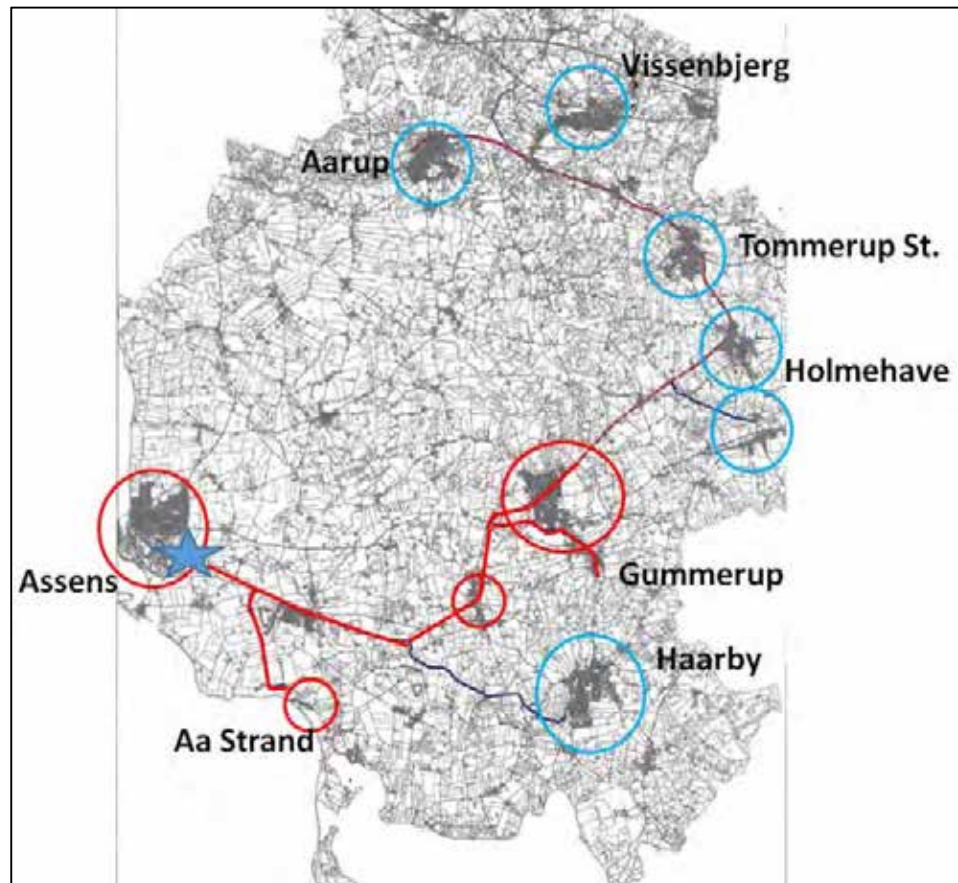 Vissenbjerg
Aarup
Tommerup St.
Holmehave
Assens
Gummerup
Haarby
Aa Strand